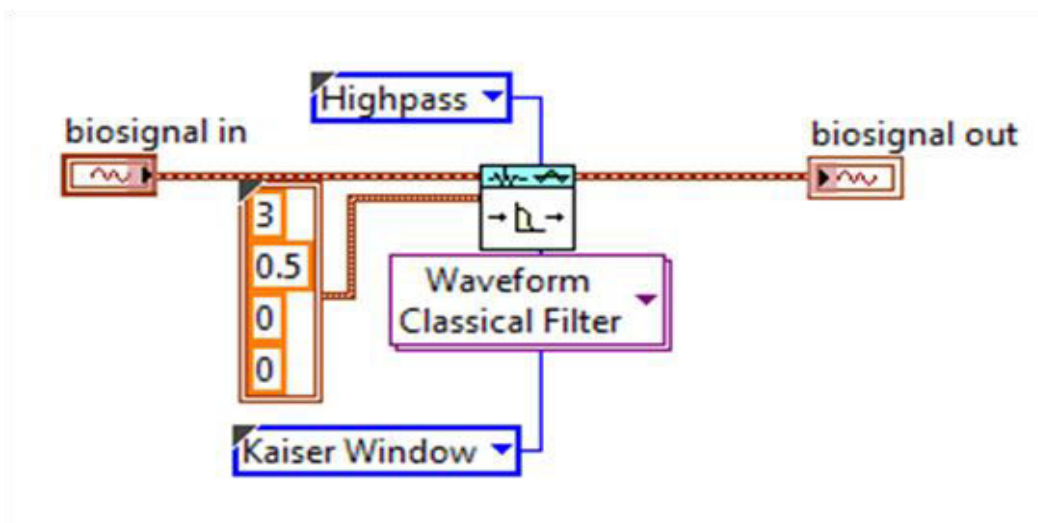 Highpass
biosignal in
biosignal out
3
0.5
0
0
Waveform
Classical Filter
Kaiser Window